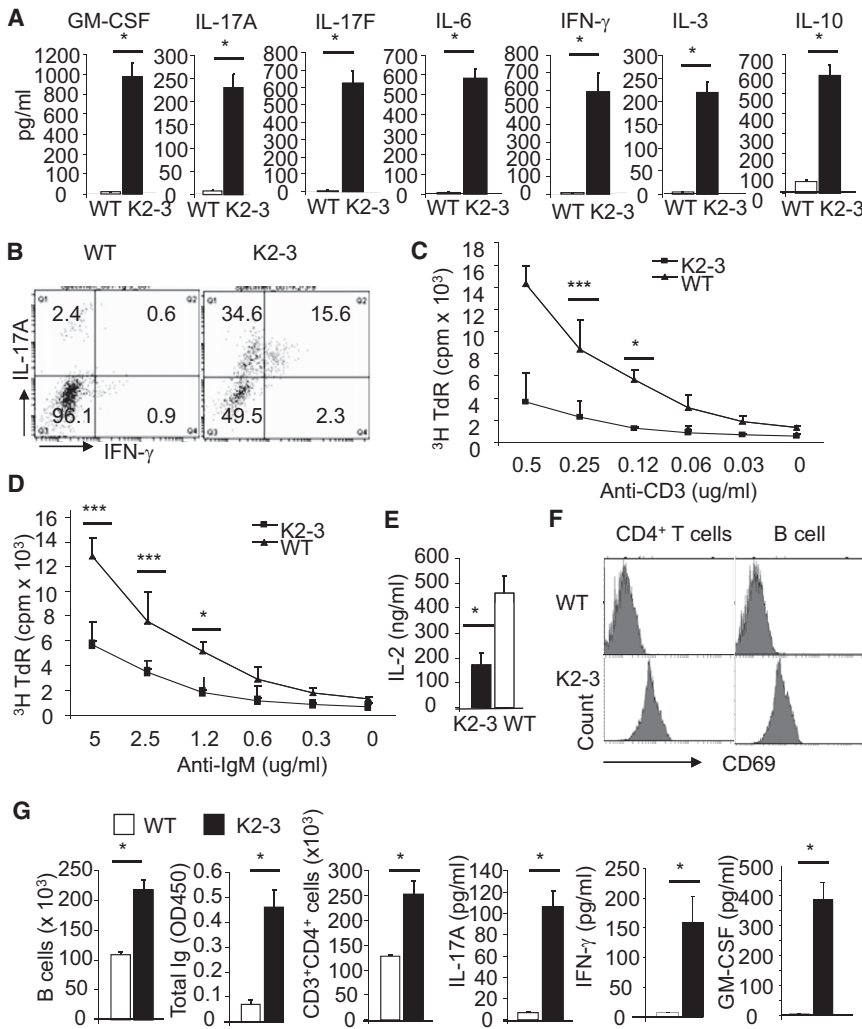 A
GM-CSF IL-17A IL-17F IL-6 IFN-γ IL-3 IL-10
* * * * * * *
pg/ml
1200 1000 800 600 400 200 0
300 250 200 150 100 50 0
800 700 600 500 400 300 200 100 0
700 600 500 400 300 200 100 0
800 700 600 500 400 300 200 100 0
300 250 200 150 100 50 0
700 600 500 400 300 200 100 0
WT K2-3 WT K2-3 WT K2-3 WT K2-3 WT K2-3 WT K2-3 WT K2-3
B
WT K2-3
Q1 Q2 Q1 Q2
2.4 0.6 34.6 15.6
96.1 0.9 49.5 2.3
Q3 Q4 Q3 Q4
IL-17A
IFN-γ
C
18 16 14 12 10 8 6 4 2 0
³H TdR (cpm x 10³)
K2-3
WT
*** *
0.5 0.25 0.12 0.06 0.03 0
Anti-CD3 (ug/ml)
D
16 14 12 10 8 6 4 2 0
³H TdR (cpm x 10³)
K2-3
WT
*** *** *
5 2.5 1.2 0.6 0.3 0
Anti-IgM (ug/ml)
E
600 500 400 300 200 100 0
IL-2 (ng/ml)
*
K2-3 WT
F
CD4⁺ T cells B cell
WT
K2-3
Count
CD69
G
WT K2-3
* * * * * *
B cells (x 10³)
250 200 150 100 50 0
Total Ig (OD450)
0.6 0.5 0.4 0.3 0.2 0.1 0
CD3⁺CD4⁺ cells (x10³)
300 250 200 150 100 50 0
IL-17A (pg/ml)
140 120 100 80 60 40 20 0
IFN-γ (pg/ml)
250 200 150 100 50 0
GM-CSF (pg/ml)
500 400 300 200 100 0